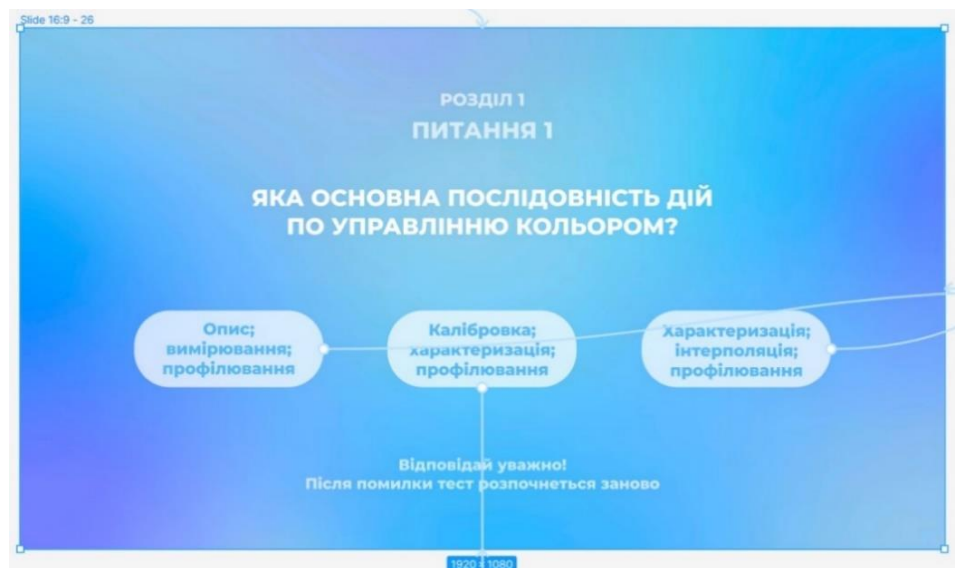 Slide 16:9 - 26
РОЗДІЛ 1
ПИТАННЯ 1
ЯКА ОСНОВНА ПОСЛІДОВНІСТЬ ДІЙ
ПО УПРАВЛІННЮ КОЛЬОРОМ?
Опис;
вимірювання;
профілювання
Калібровка;
характеризація;
профілювання
Характеризація;
інтерполяція;
профілювання
Відповідай уважно!
Після помилки тест розпочнеться заново
1920 x 1080